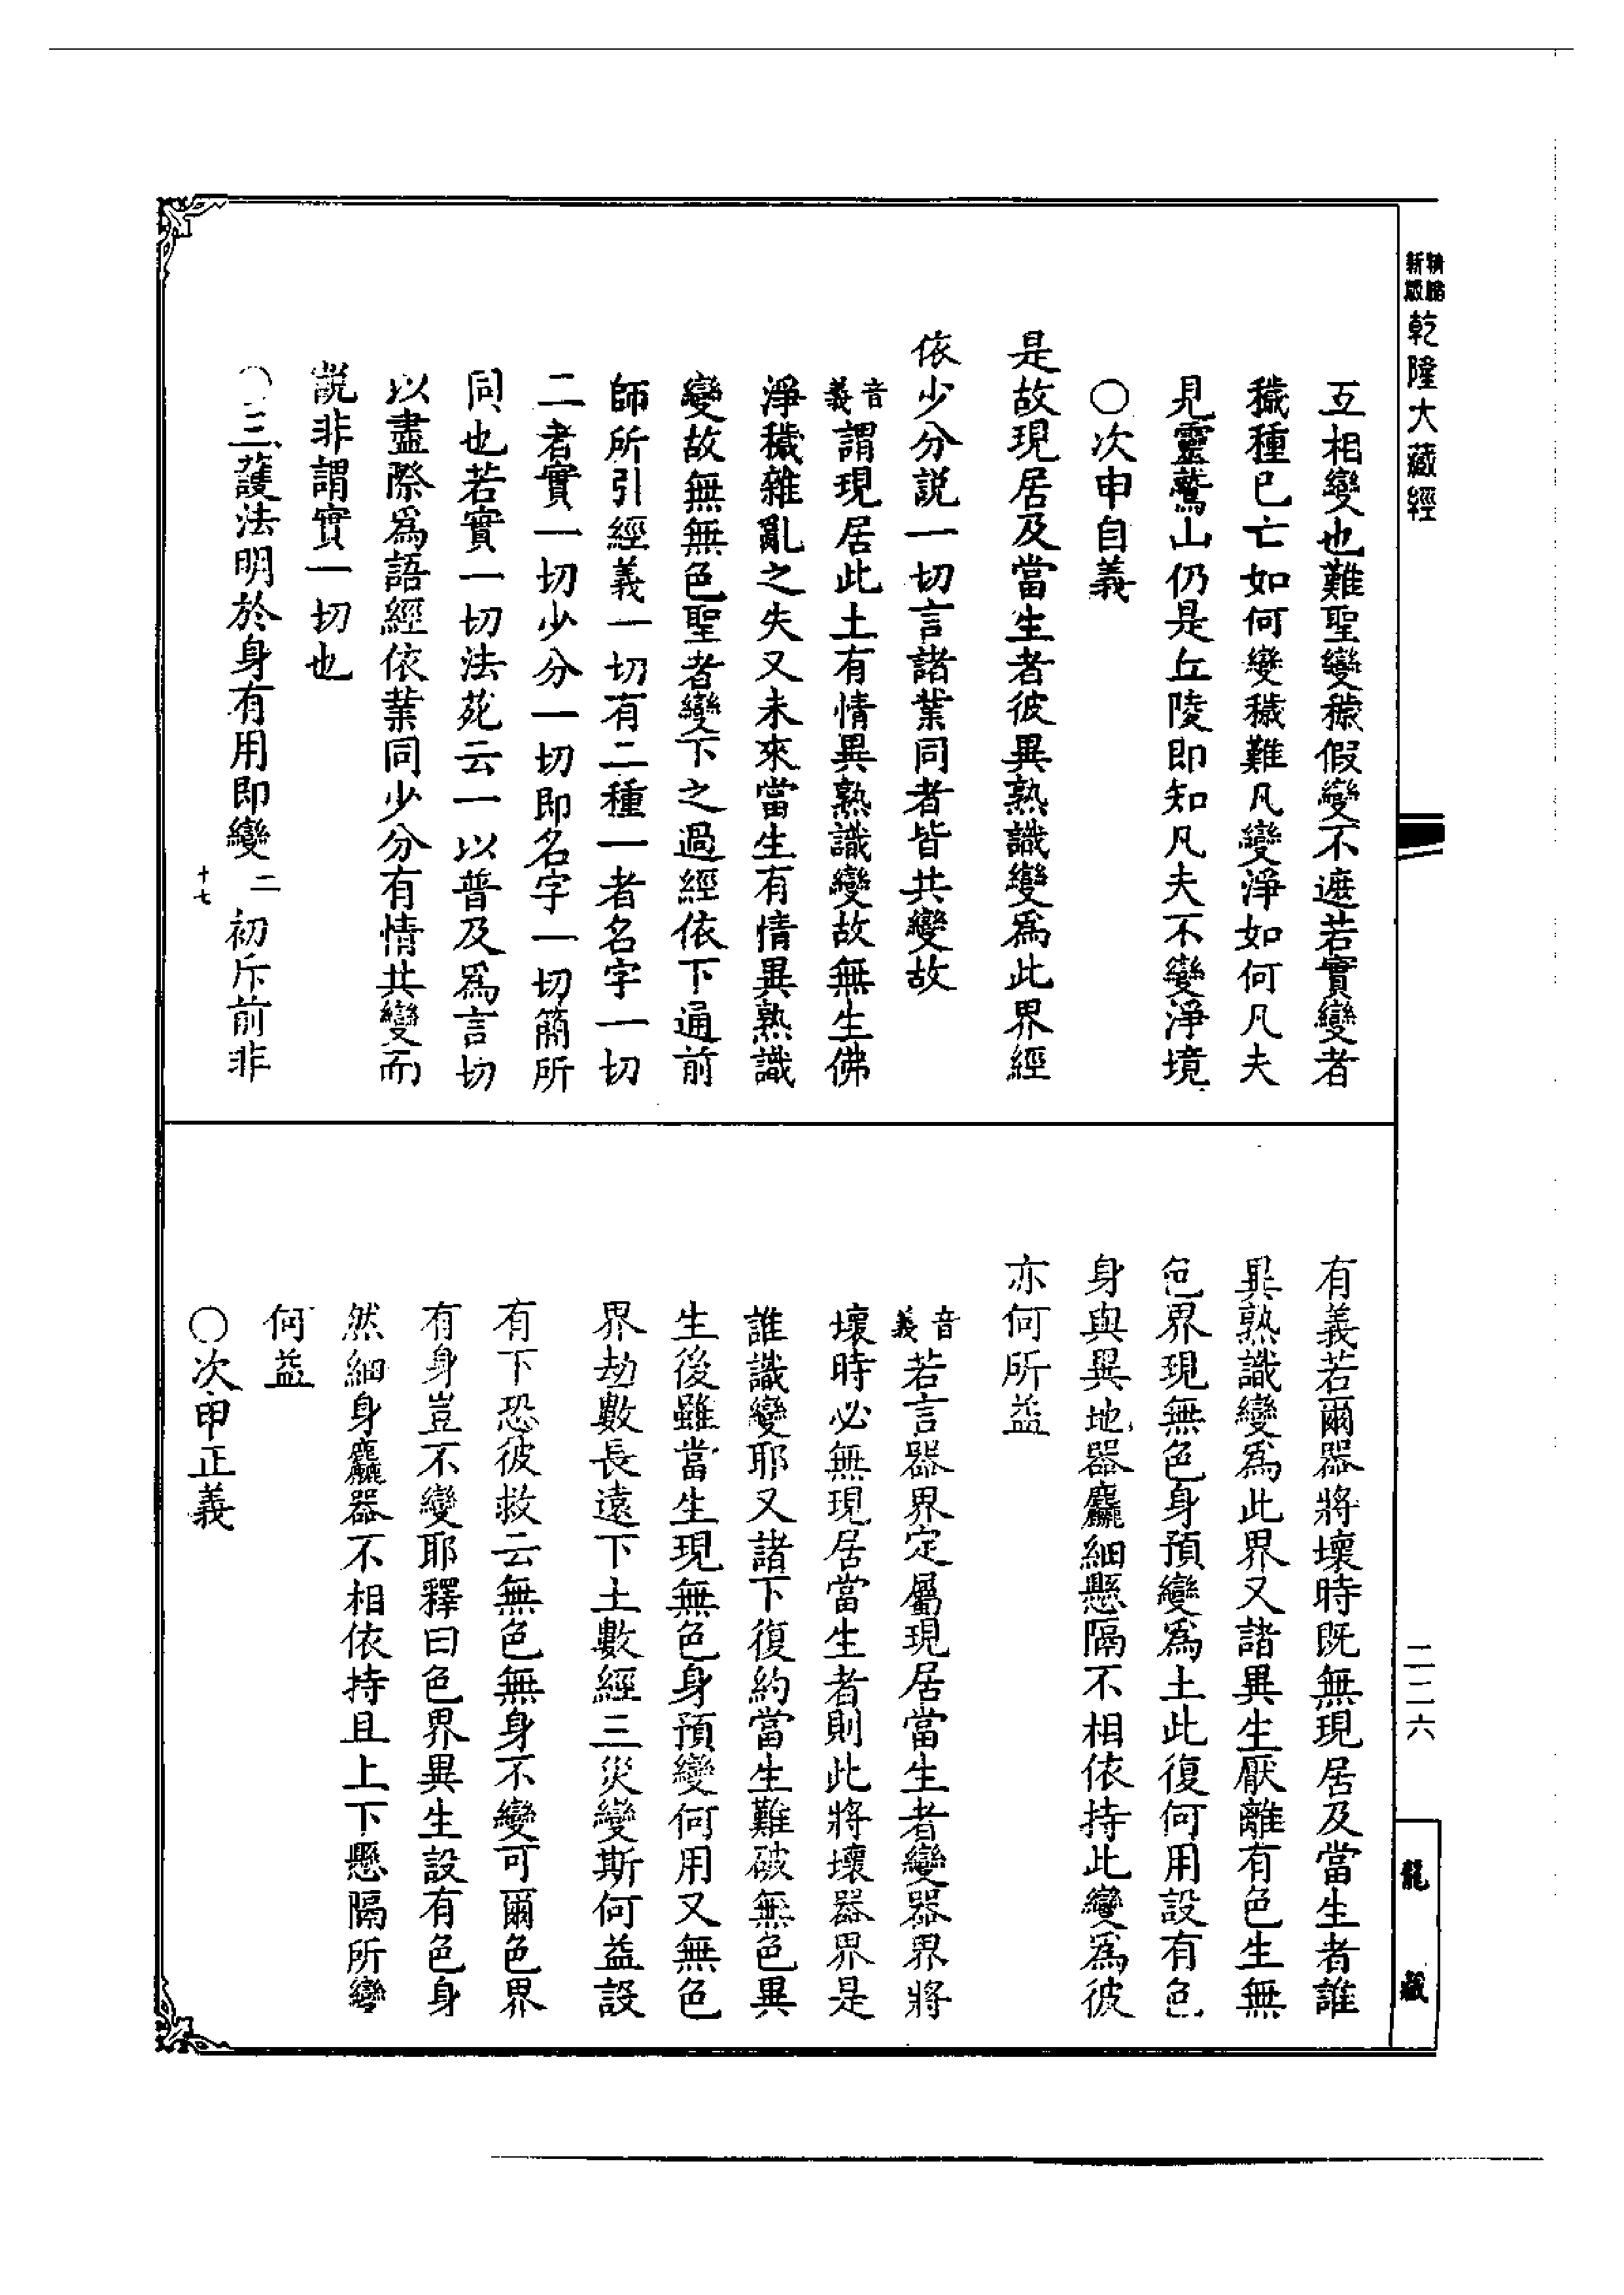 新 精
版 縮
乾隆大藏經
互相變也難聖變穢假變不遮若實變者
穢種已亡如何變穢難凡變淨如何凡夫
見靈鷲山仍是丘陵即知凡夫不變淨境
○次申自義
是故現居及當生者彼異熟識變爲此界經
依少分説一切言諸業同者皆共變故
音義謂現居此土有情異熟識變故無生佛
淨穢雜亂之失又未來當生有情異熟識
變故無無色聖者變下之過經依下通前
師所引經義一切有二種一者名字一切
二者實一切少分一切即名字一切簡所
同也若實一切法苑云一以普及爲言切
以盡際爲語經依業同少分有情共變而
説非謂實一切也
○三護法明於身有用即變二初斥前非
十七
有義若爾器將壞時既無現居及當生者誰
異熟識變爲此界又諸異生厭離有色生無
色界現無色身預變爲土此復何用設有色
身與異地器麤細懸隔不相依持此變爲彼
亦何所益
音義若言器界定屬現居當生者變器界將
壞時必無現居當生者則此將壞器界是
誰識變耶又諸下復約當生難破無色異
生後雖當生現無色身預變何用又無色
界劫數長遠下土數經三災變斯何益設
有下恐彼救云無色無身不變可爾色界
有身豈不變耶釋曰色界異生設有色身
然細身麤器不相依持且上下懸隔所變
何益
○次申正義
二二六
龍藏